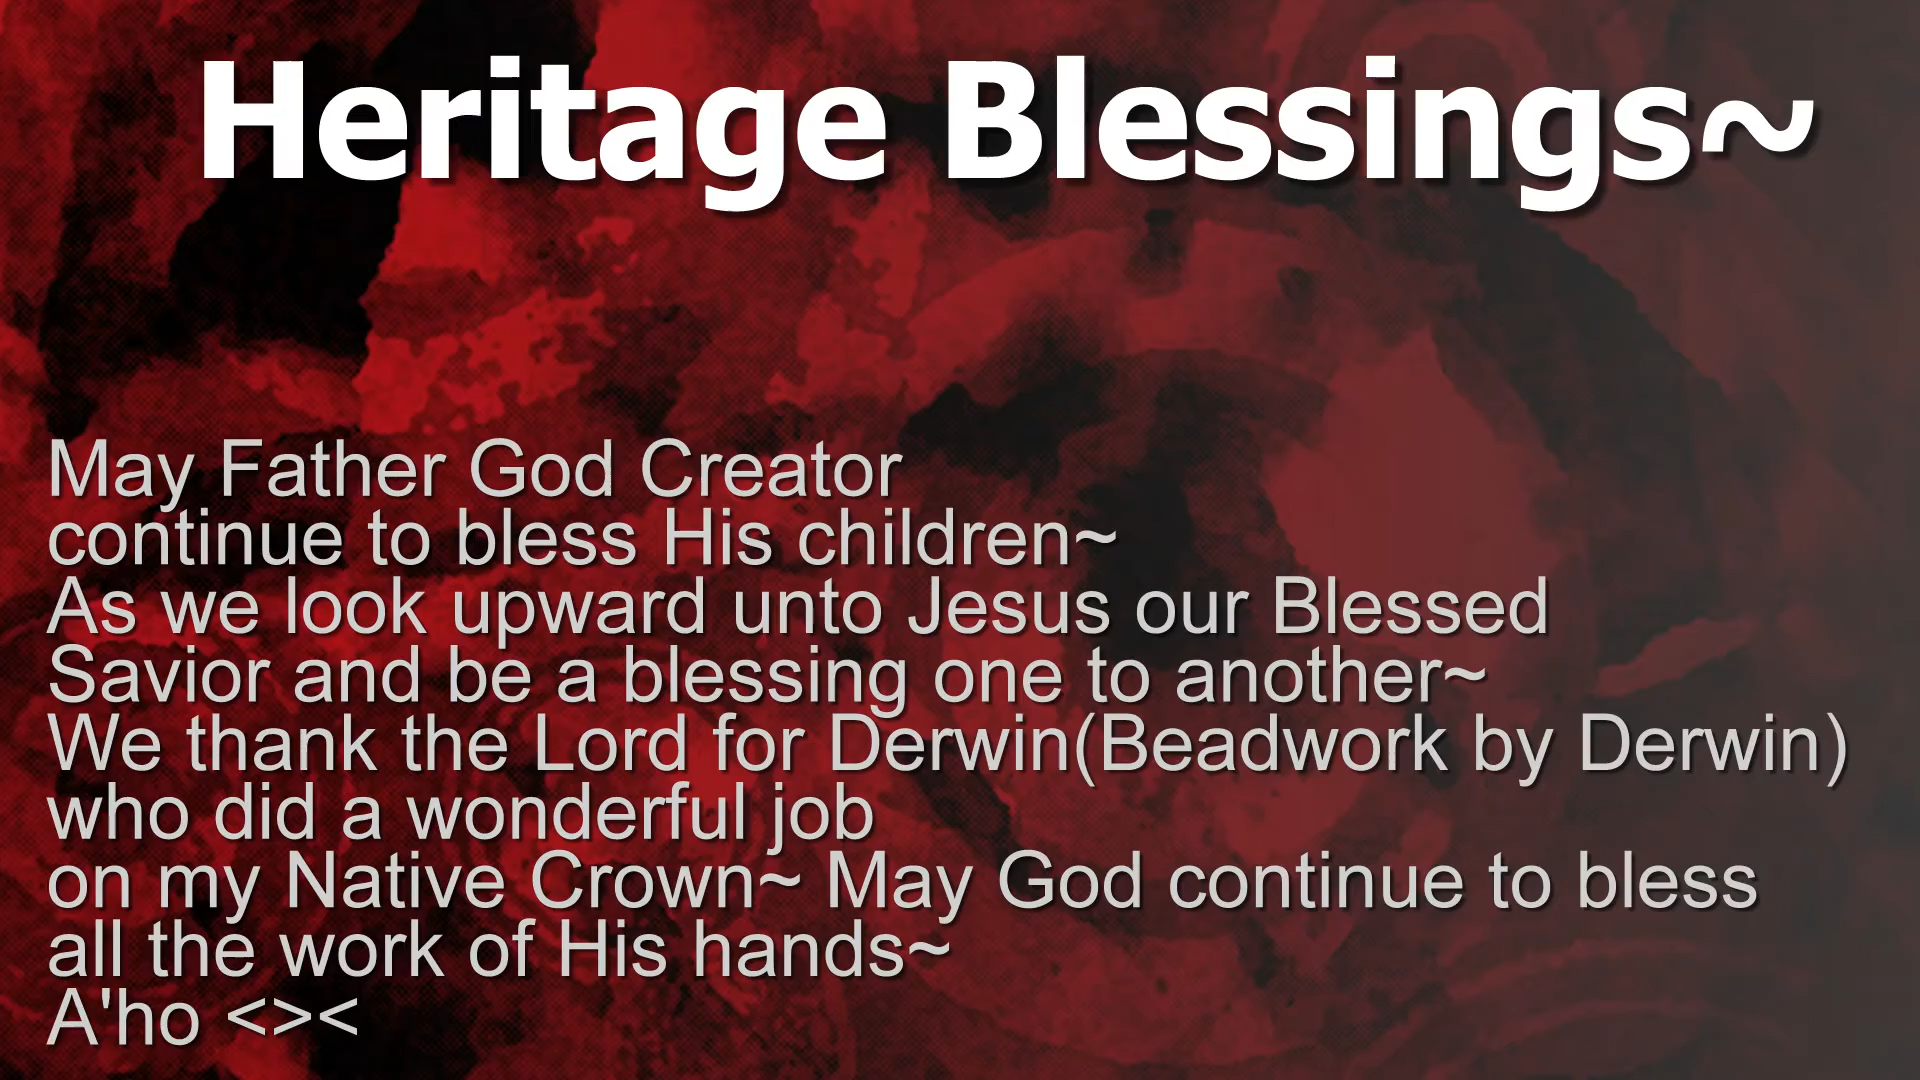 Heritage Blessings~
May Father God Creator
continue to bless His children~
As we look upward unto Jesus our Blessed
Savior and be a blessing one to another~
We thank the Lord for Derwin(Beadwork by Derwin)
who did a wonderful job
on my Native Crown~ May God continue to bless
all the work of His hands~
A'ho <><